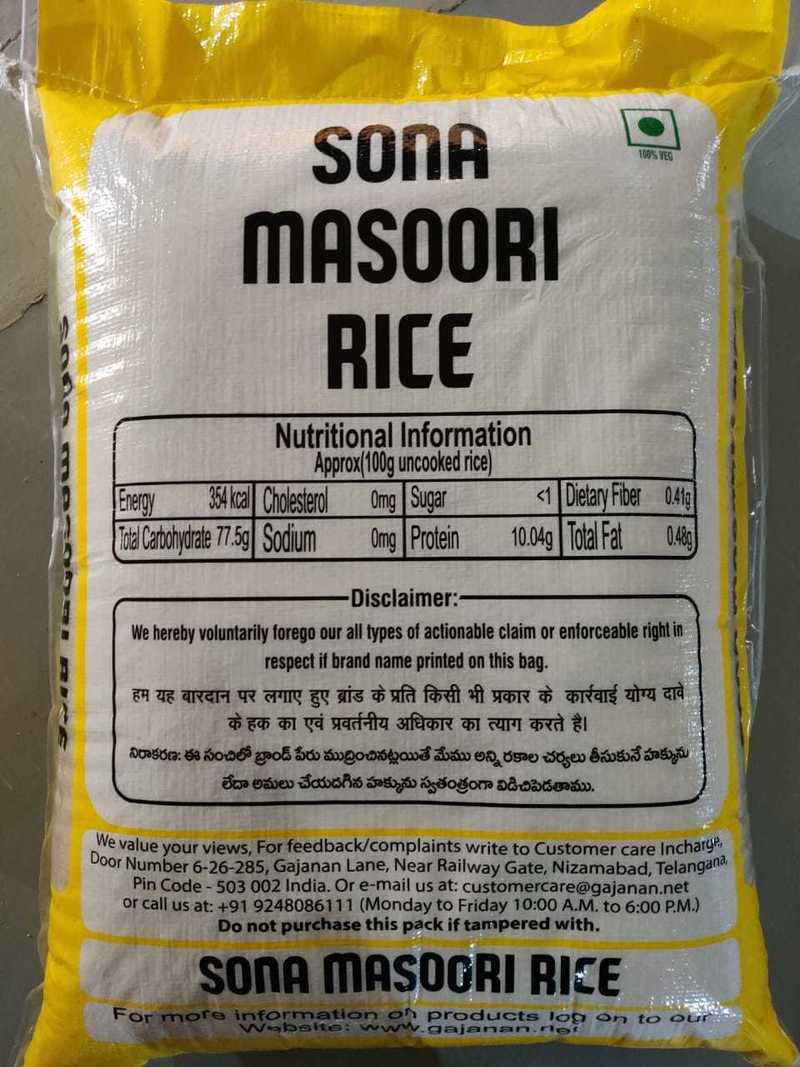 SONA
100% VEG
MASOORI
RICE
Nutritional Information
Approx(100g uncooked rice)
Energy 354 kcal Cholesterol 0mg Sugar <1 Dietary Fiber 0.41g
Total Carbohydrate 77.5g Sodium 0mg Protein 10.04g Total Fat 0.48g
Disclaimer:-
We hereby voluntarily forego our all types of actionable claim or enforceable right in
respect if brand name printed on this bag.
हम यह बारदान पर लगाए हुए ब्रांड के प्रति किसी भी प्रकार के कार्रवाई योग्य दावे
के हक का एवं प्रवर्तनीय अधिकार का त्याग करते है।
నిరాకరణ: ఈ సంచిలో బ్రాండ్ పేరు ముద్రించినట్లయితే మేము అన్ని రకాల చర్యలు తీసుకునే హక్కును
లేదా అమలు చేయదగిన హక్కును స్వతంత్రంగా విడిచిపెడతాము.
We value your views, For feedback/complaints write to Customer care Incharge,
Door Number 6-26-285, Gajanan Lane, Near Railway Gate, Nizamabad, Telangana,
Pin Code - 503 002 India. Or e-mail us at: customercare@gajanan.net
or call us at: +91 9248086111 (Monday to Friday 10:00 A.M. to 6:00 P.M.)
Do not purchase this pack if tampered with.
SONA MASOORI RICE
For more information on products log on to our
Website: www.gajanan.net
SONA MASOORI RICE